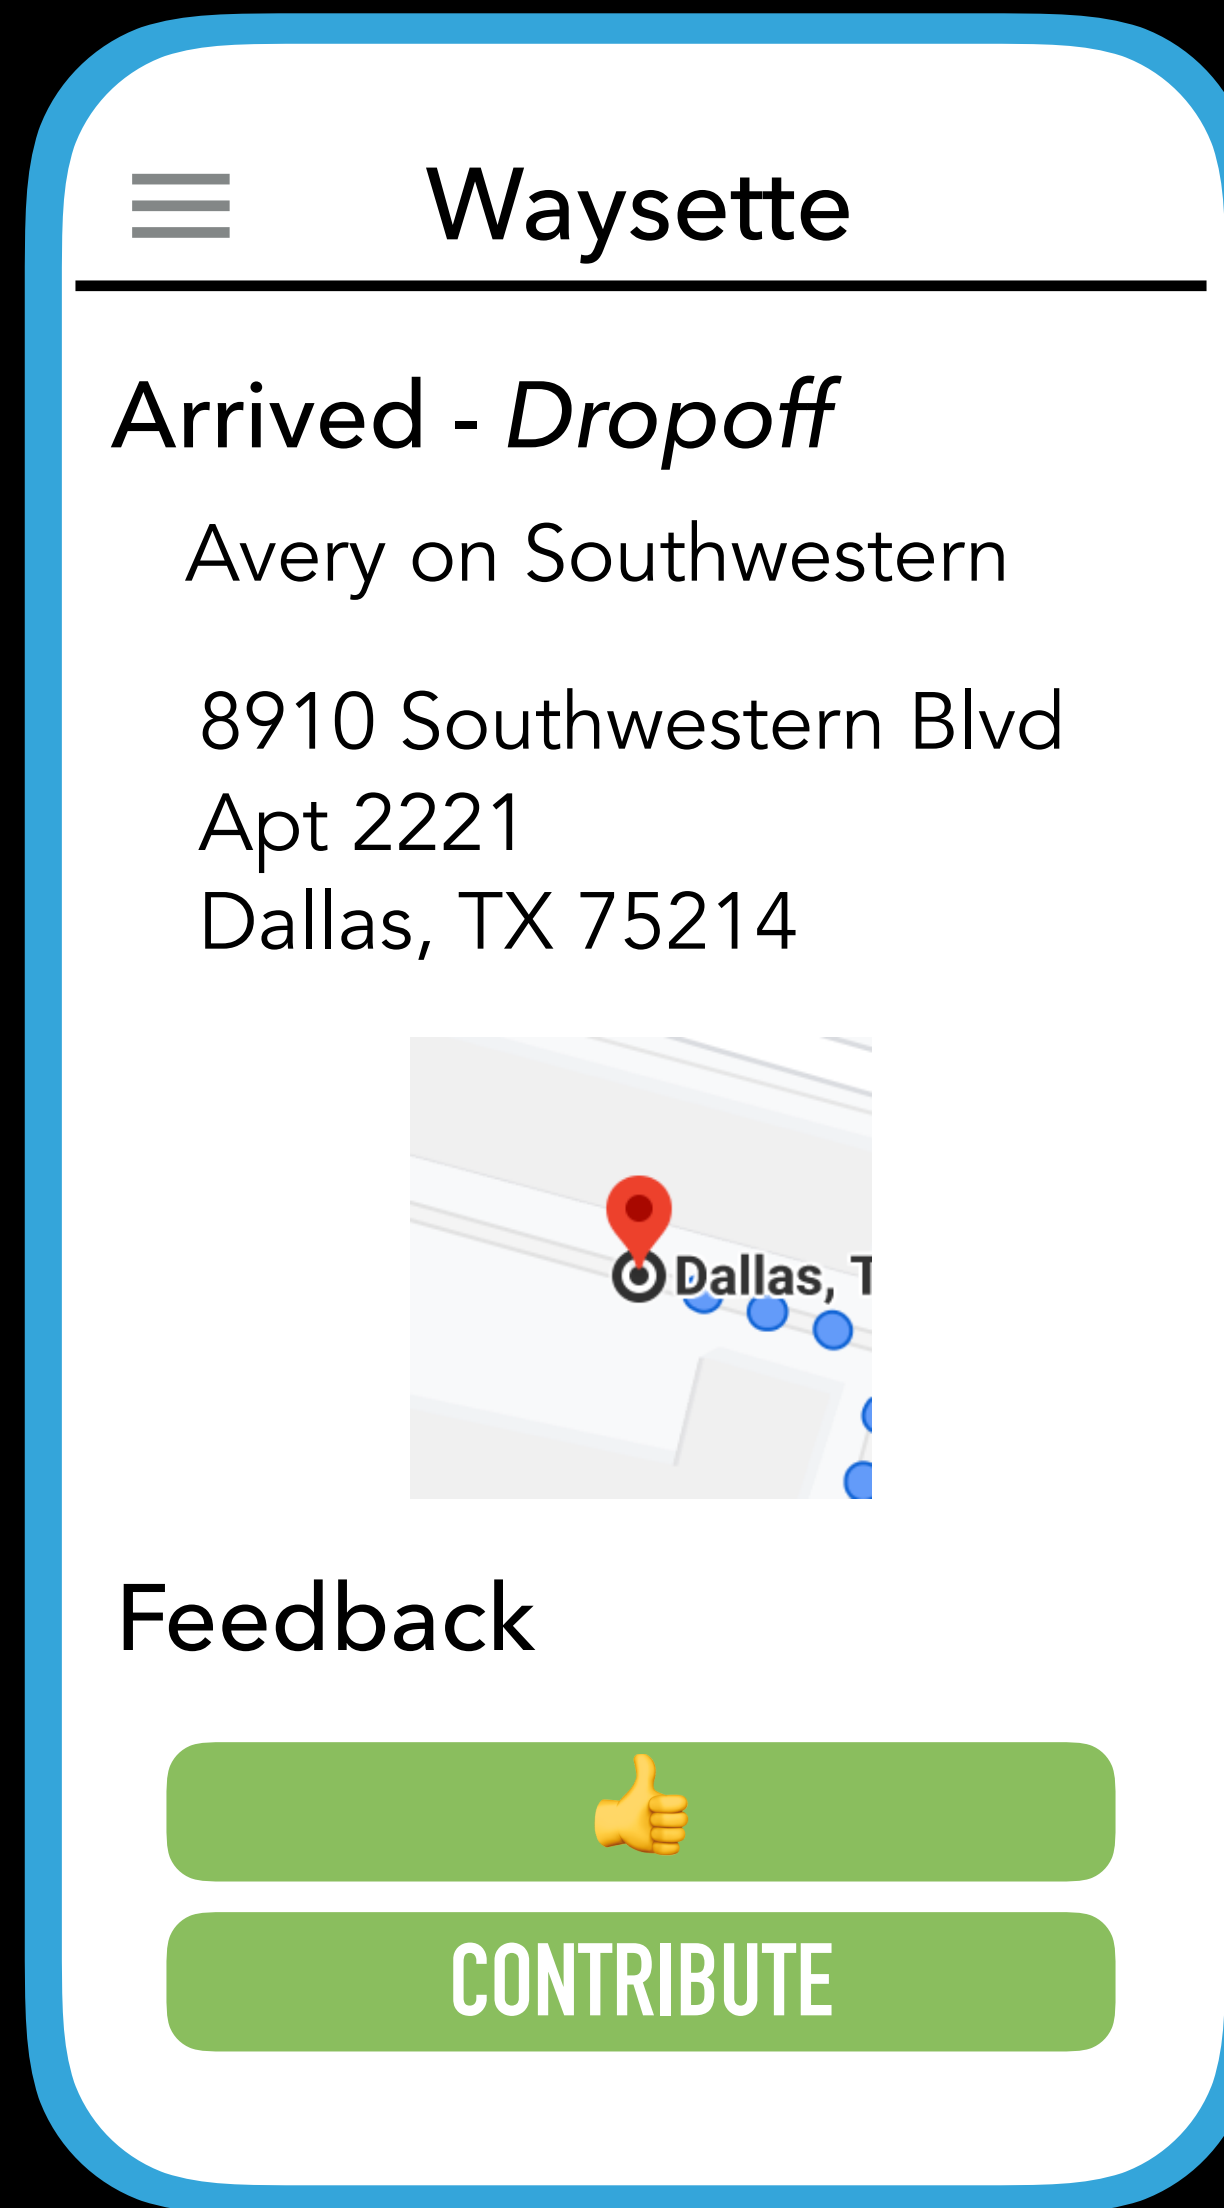 Waysette
Arrived - Dropoff
Avery on Southwestern
8910 Southwestern Blvd
Apt 2221
Dallas, TX 75214
Dallas, T
Feedback
CONTRIBUTE